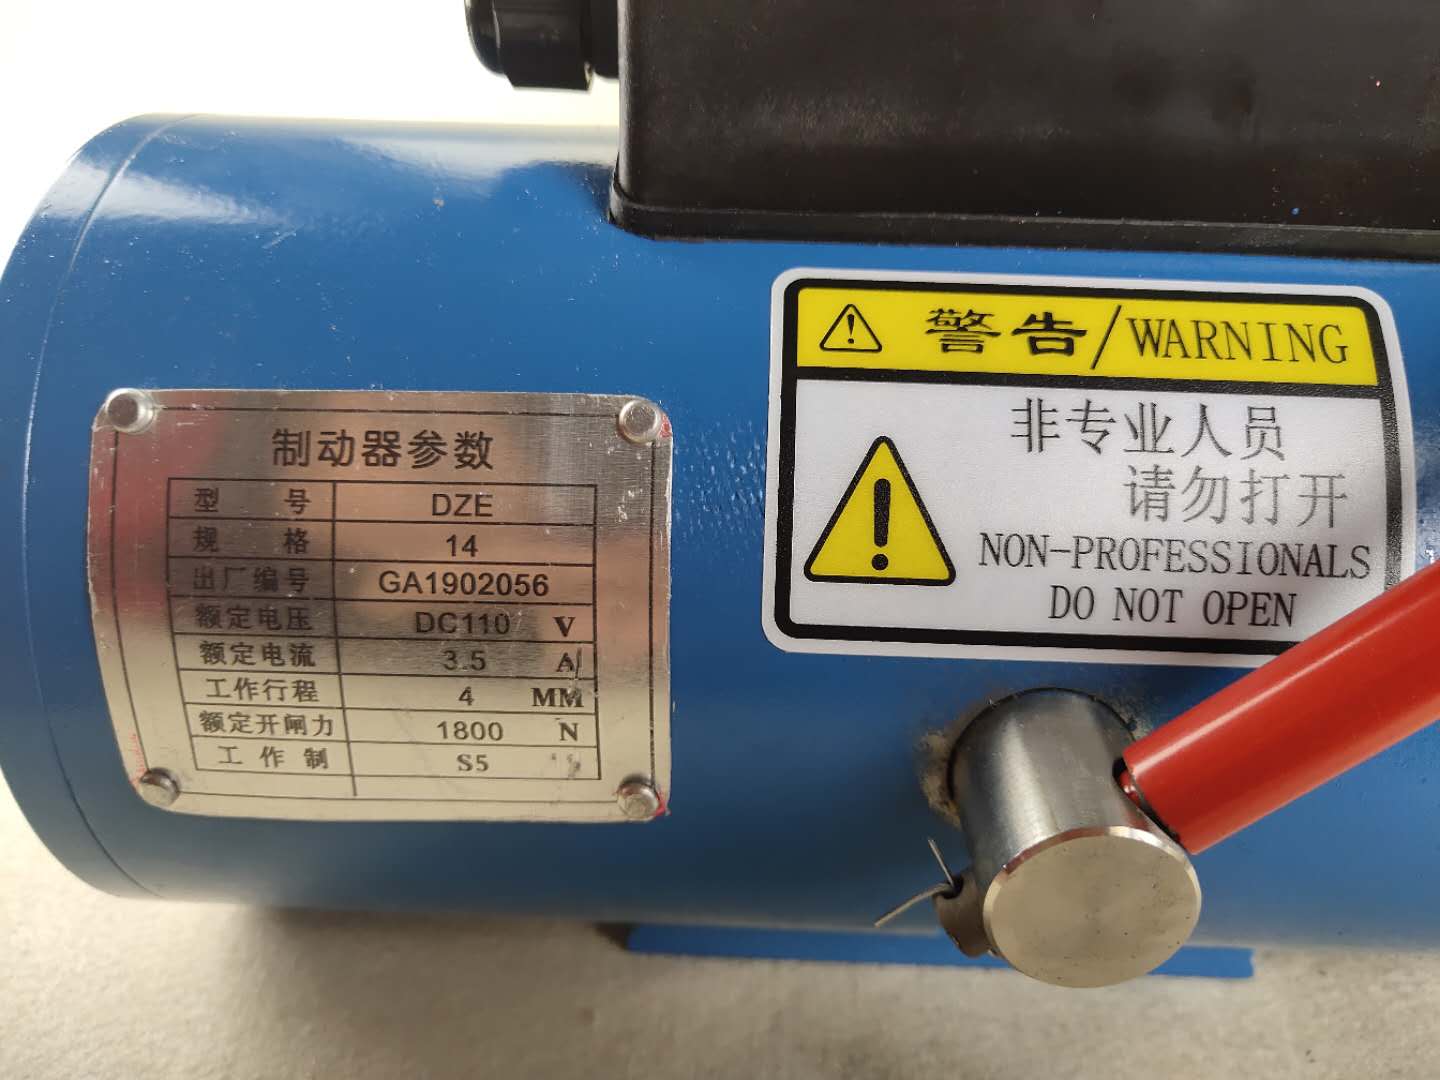 制动器参数
型号 DZE
规格 14
出厂编号 GA1902056
额定电压 DC110 V
额定电流 3.5 A
工作行程 4 MM
额定开闸力 1800 N
工作制 S5
警告/WARNING
非专业人员
请勿打开
NON-PROFESSIONALS
DO NOT OPEN